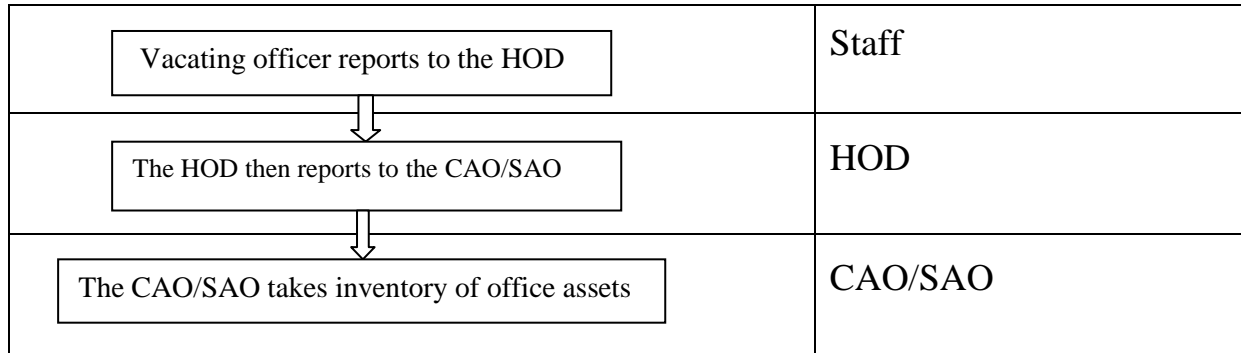 Vacating officer reports to the HOD
Staff
The HOD then reports to the CAO/SAO
HOD
The CAO/SAO takes inventory of office assets
CAO/SAO